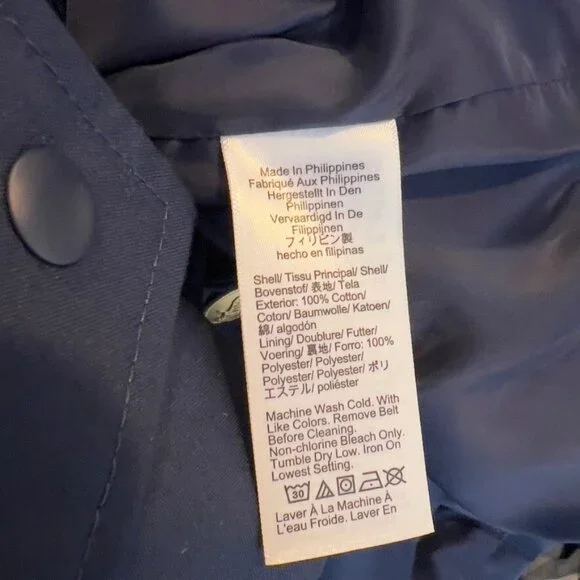 Made In Philippines
Fabriqué Aux Philippines
Hergestellt In Den
Philippinen
Vervaardigd In De
Filippijnen
フィリピン製
hecho en filipinas
Shell/ Tissu Principal/ Shell/
Bovenstof/ 表地/ Tela
Exterior: 100% Cotton/
Coton/ Baumwolle/ Katoen/
綿/ algodón
Lining/ Doublure/ Futter/
Voering/ 裏地/ Forro: 100%
Polyester/ Polyester/
Polyester/ Polyester/ ポリ
エステル/ poliéster
Machine Wash Cold. With
Like Colors. Remove Belt
Before Cleaning.
Non-chlorine Bleach Only.
Tumble Dry Low. Iron On
Lowest Setting.
30
Laver À La Machine À
L'eau Froide. Laver En